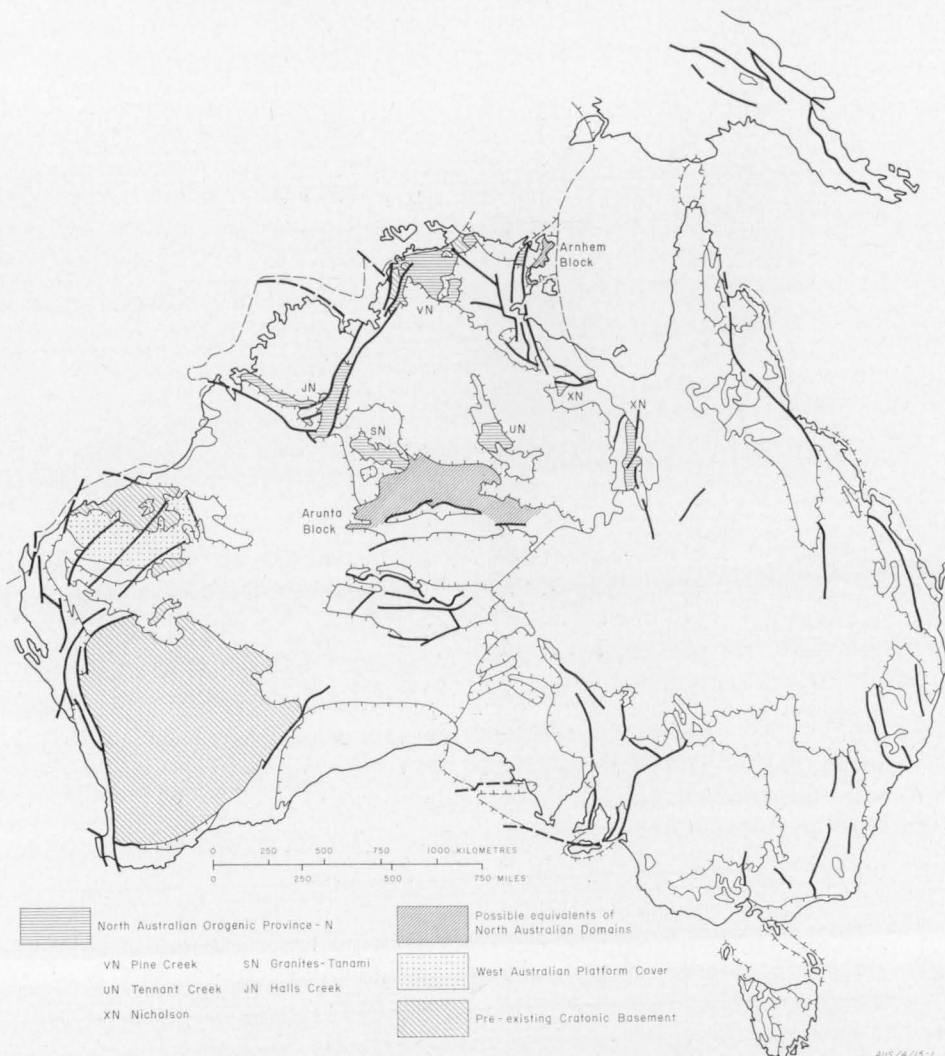 Arnhem
Block
VN
JN
XN
XN
SN
UN
Arunta
Block
0 250 500 750 1000 KILOMETRES
0 250 500 750 MILES
North Australian Orogenic Province - N
VN Pine Creek
SN Granites-Tanami
UN Tennant Creek
JN Halls Creek
XN Nicholson
Possible equivalents of
North Australian Domains
West Australian Platform Cover
Pre-existing Cratonic Basement